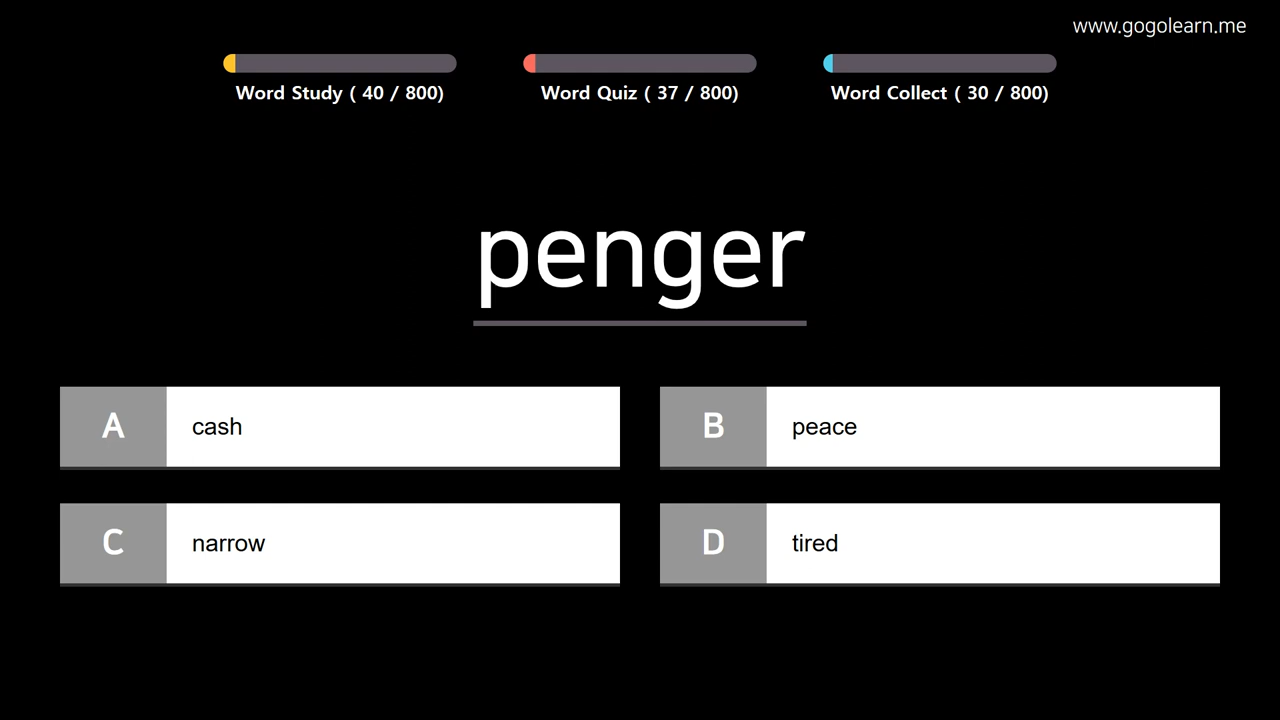 www.gogolearn.me
Word Study ( 40 / 800)
Word Quiz ( 37 / 800)
Word Collect ( 30 / 800)
penger
A cash
B peace
C narrow
D tired